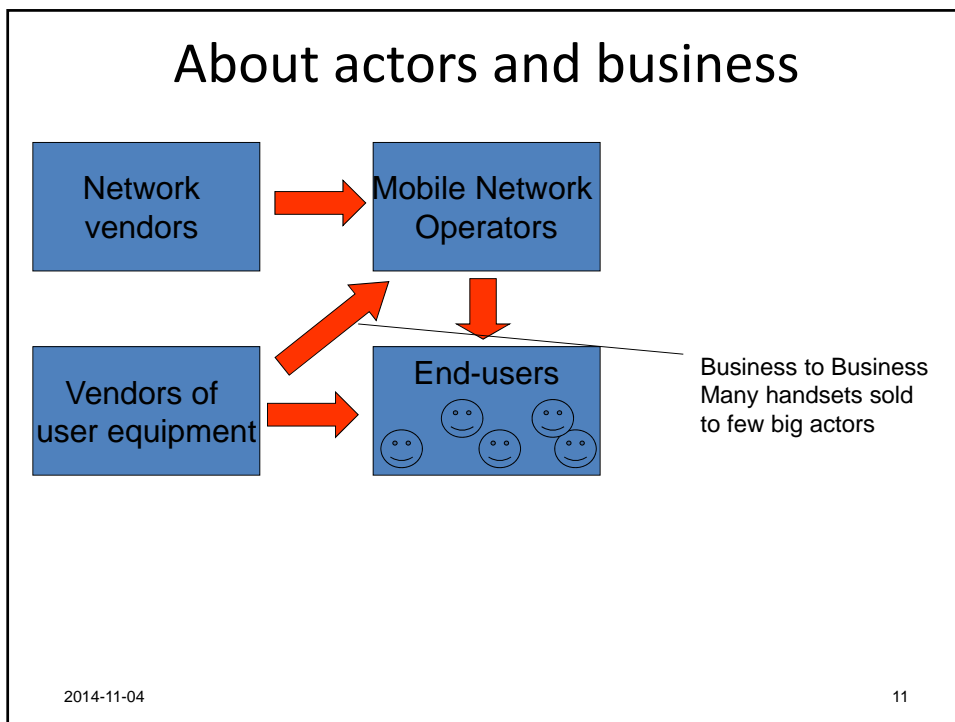 About actors and business
Network
vendors
Mobile Network
Operators
Vendors of
user equipment
End-users
Business to Business
Many handsets sold
to few big actors
2014-11-04
11